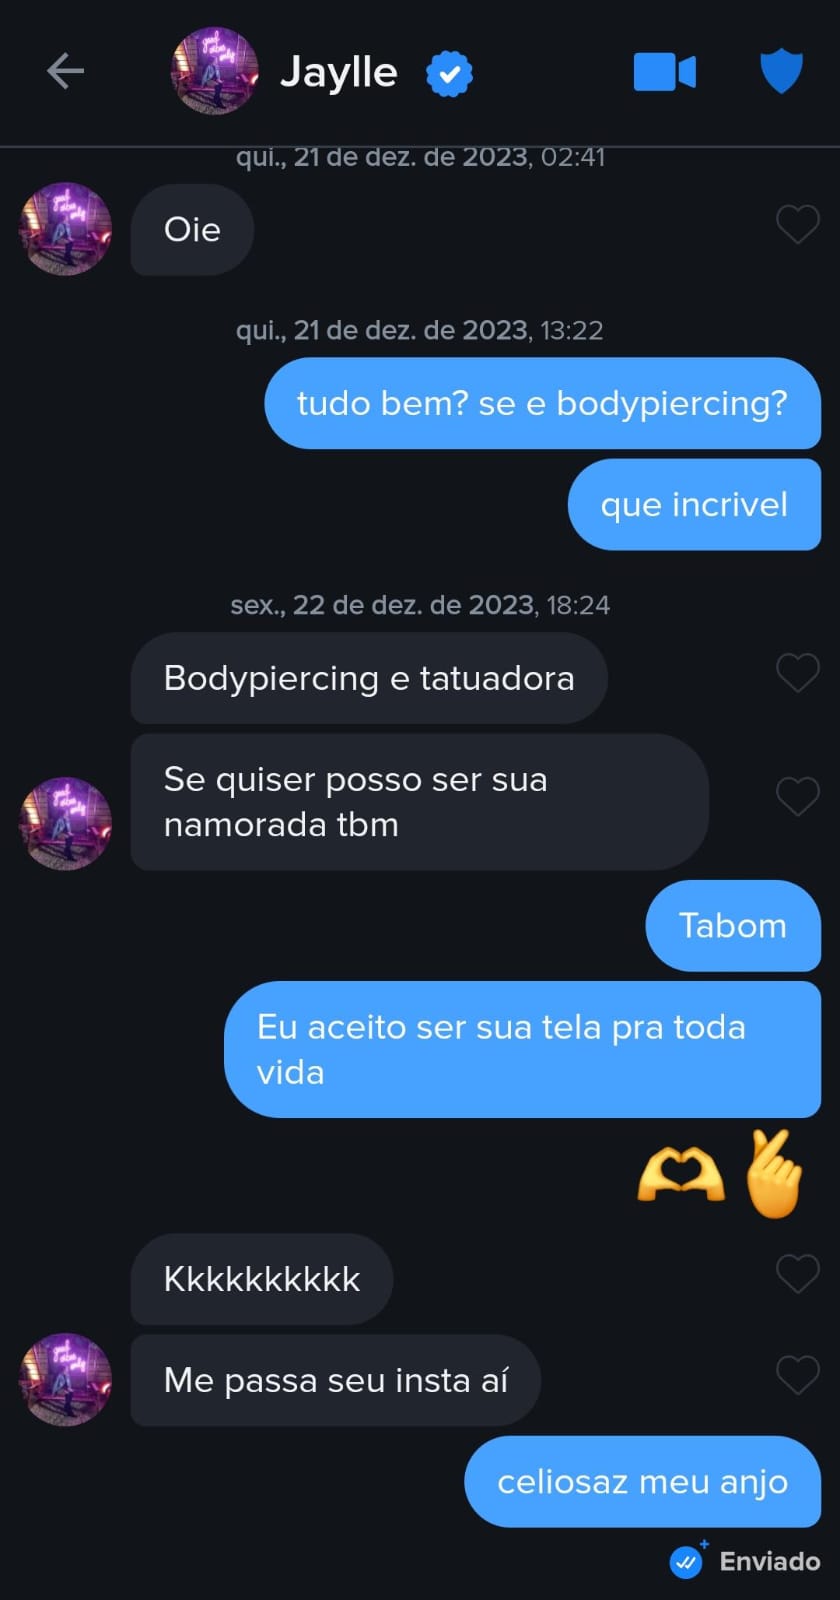 Jaylle
qui., 21 de dez. de 2023, 02:41
Oie
qui., 21 de dez. de 2023, 13:22
tudo bem? se e bodypiercing?
que incrivel
sex., 22 de dez. de 2023, 18:24
Bodypiercing e tatuadora
Se quiser posso ser sua
namorada tbm
Tabom
Eu aceito ser sua tela pra toda
vida
🫶🫰
Kkkkkkkkkk
Me passa seu insta aí
celiosaz meu anjo
Enviado